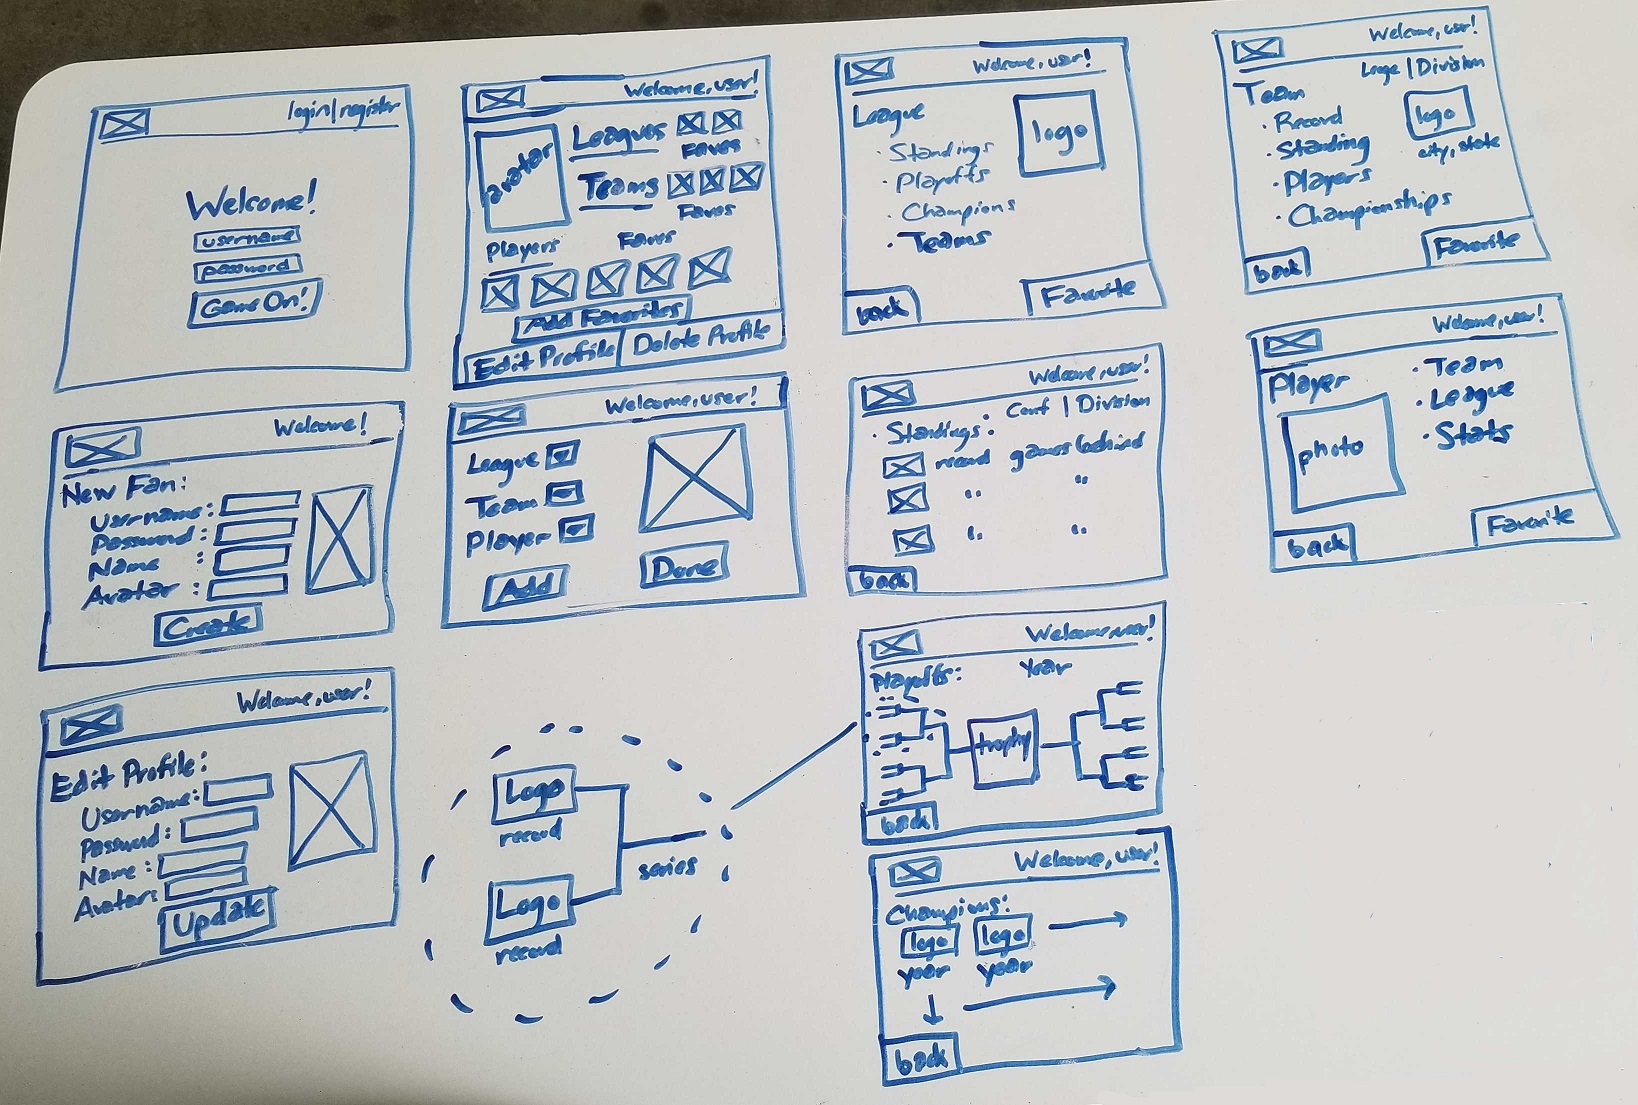 login/register
Welcome!
username
password
Game On!
Welcome!
New Fan:
Username:
Password:
Name :
Avatar :
Create
Welcome, user!
Edit Profile:
Username:
Password:
Name :
Avatar:
Update
Welcome, user!
avatar
Leagues
Faves
Teams
Faves
Players
Faves
Add Favorites
Edit Profile
Delete Profile
Welcome, user!
League
Team
Player
Add
Done
Logo
record
series
Logo
record
Welcome, user!
League
logo
· Standings
· Playoffs
· Champions
· Teams
back
Favorite
Welcome, user!
· Standings: Conf | Division
record games behind
" "
" "
back
Welcome, user!
Playoffs: Year
trophy
back
Welcome, user!
Champions:
logo logo
year year
back
Welcome, user!
| Division
Team
logo
city, state
· Record
· Standing
· Players
· Championships
back
Favorite
Welcome, user!
Player
photo
· Team
· League
· Stats
back
Favorite